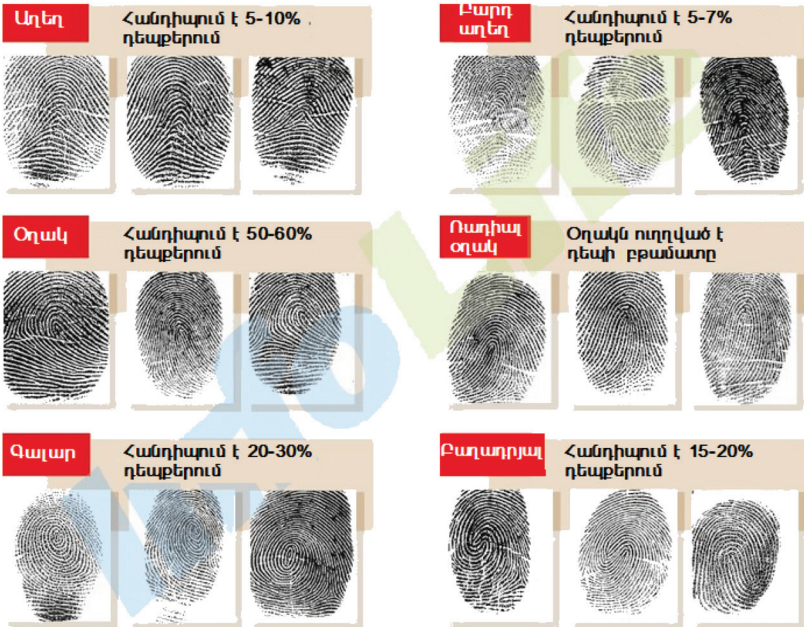 Աղեղ
Հանդիպում է 5-10%
դեպքերում
Բարդ
աղեղ
Հանդիպում է 5-7%
դեպքերում
Օղակ
Հանդիպում է 50-60%
դեպքերում
Ռադիալ
օղակ
Օղակն ուղղված է
դեպի բթամատը
Գալար
Հանդիպում է 20-30%
դեպքերում
Բաղադրյալ
Հանդիպում է 15-20%
դեպքերում